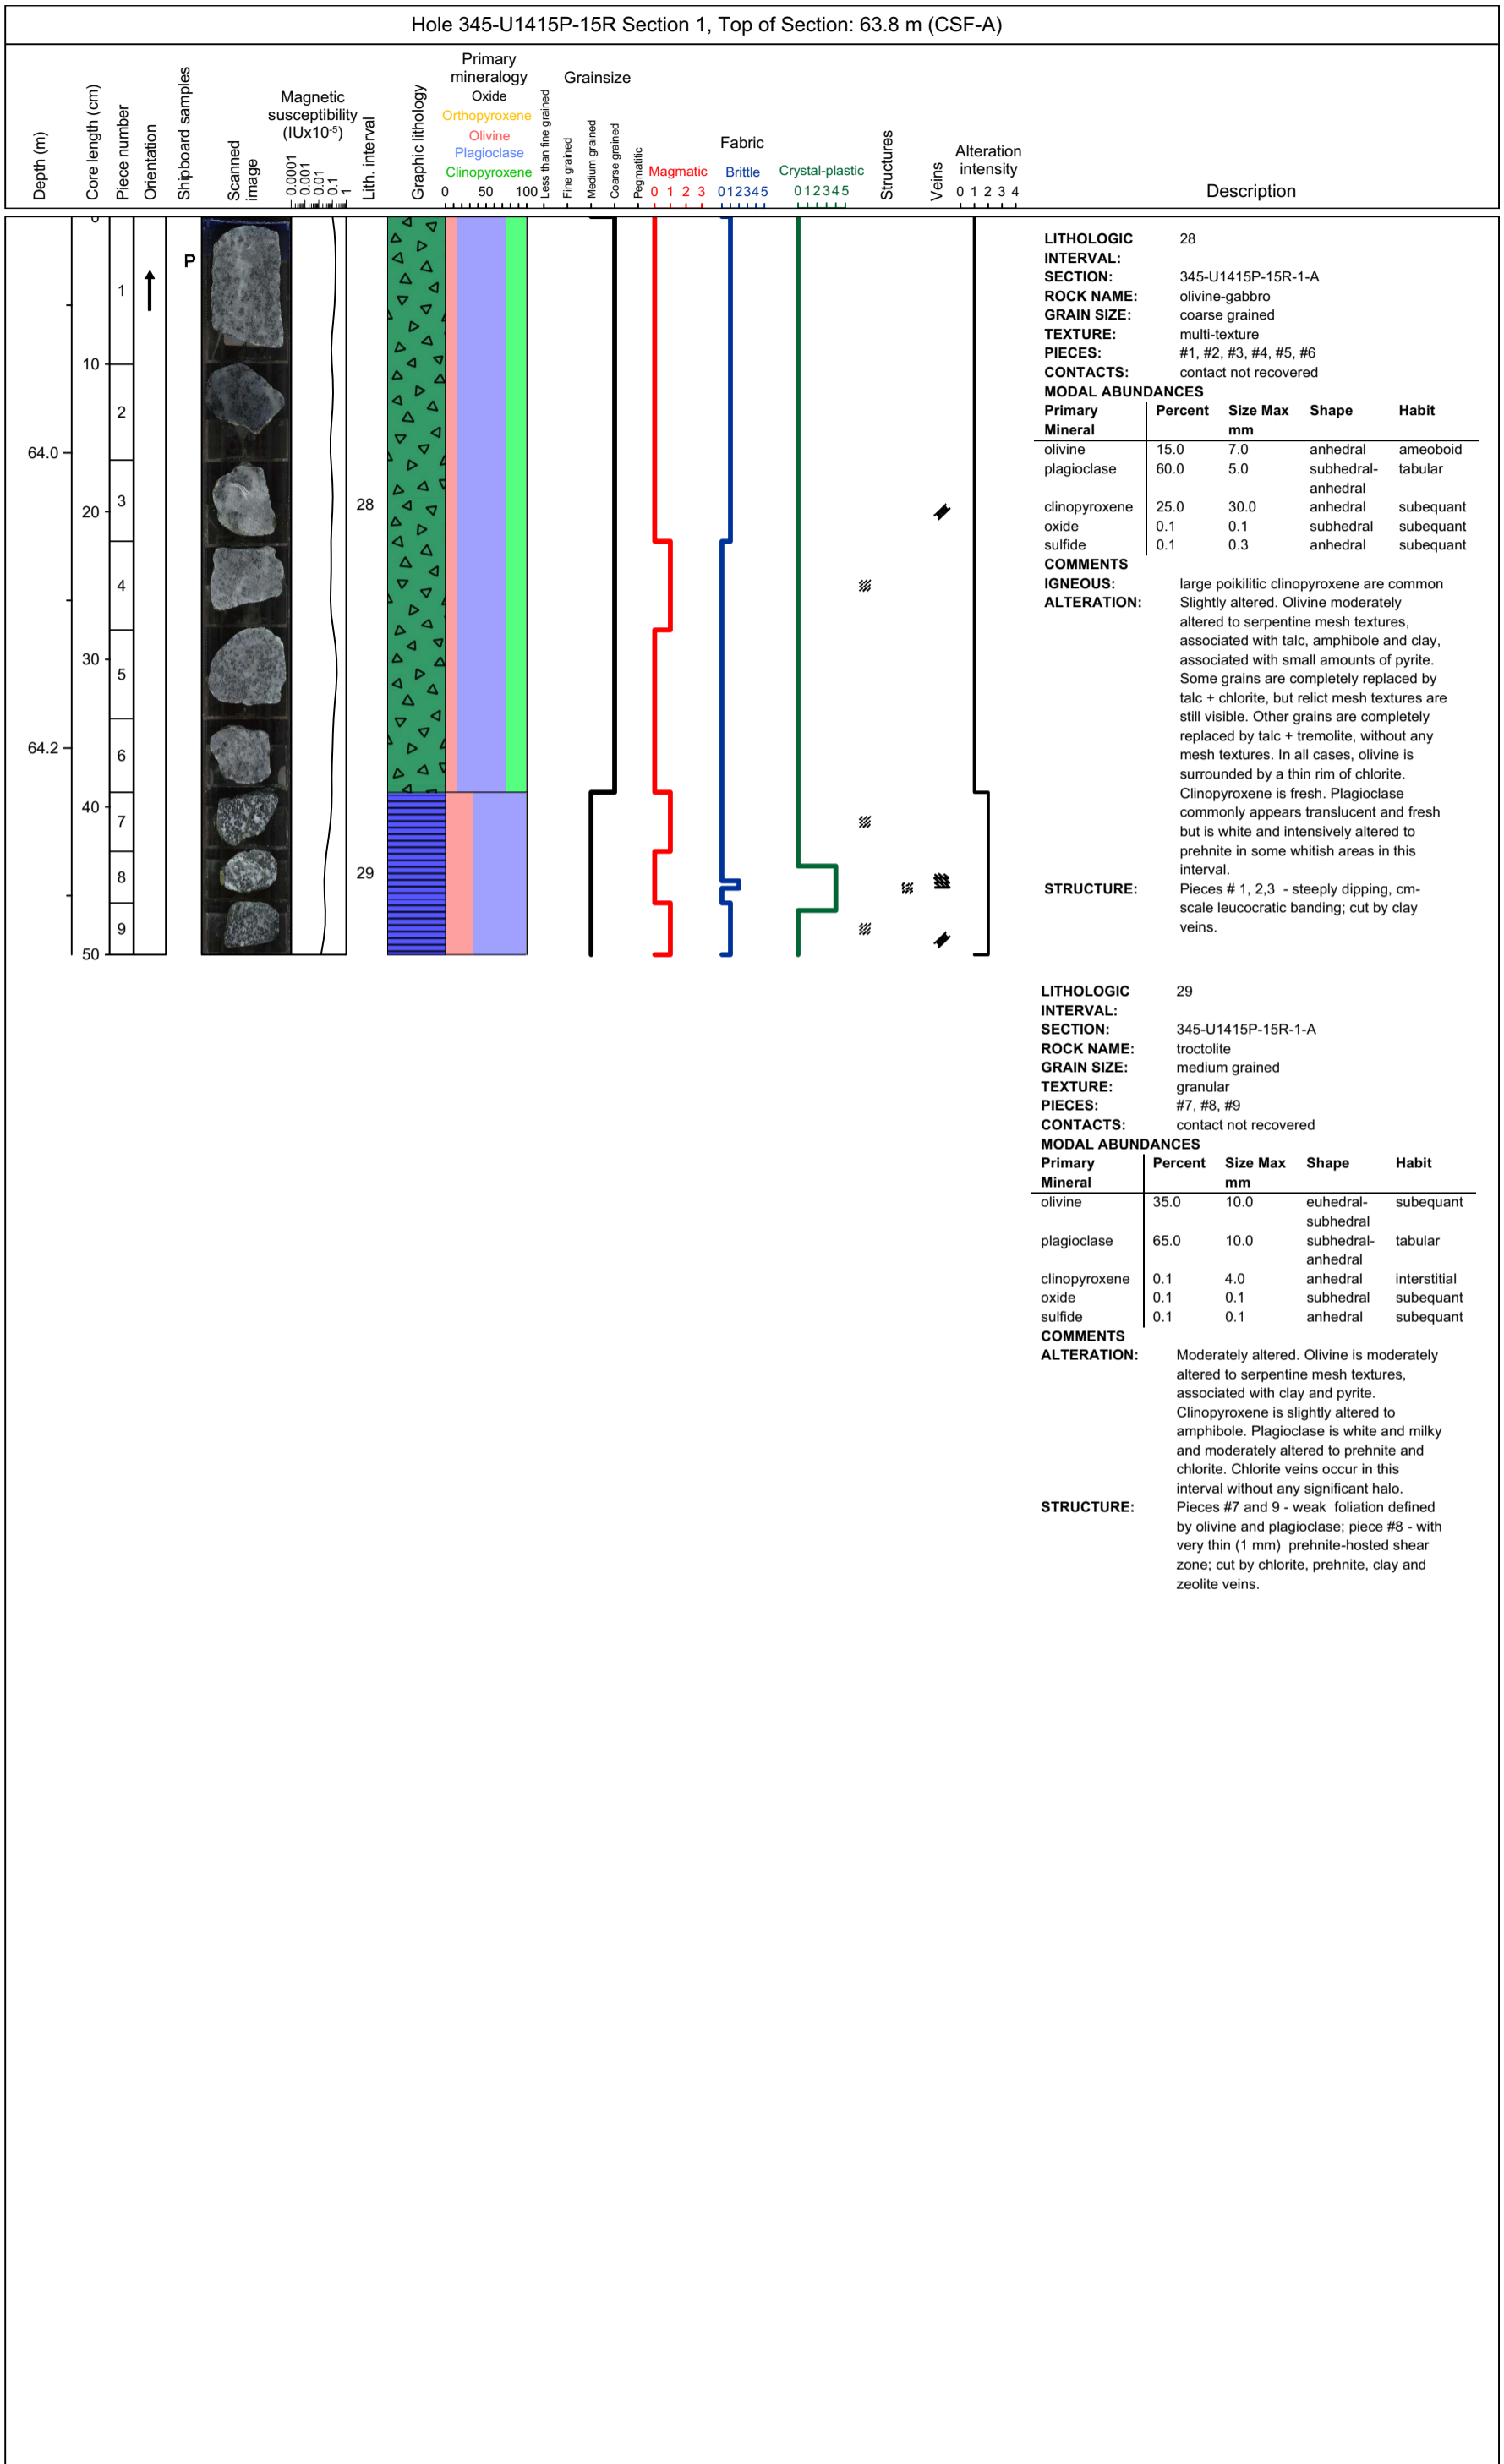 Hole 345-U1415P-15R Section 1, Top of Section: 63.8 m (CSF-A)
Depth (m)
Core length (cm)
Piece number
Orientation
Shipboard samples
Scanned
image
Magnetic
susceptibility
(IUx10-5)
0.0001
0.001
0.01
0.1
1
Lith. interval
Graphic lithology
Primary
mineralogy
Oxide
Orthopyroxene
Olivine
Plagioclase
Clinopyroxene
0 50 100
Grainsize
Less than fine grained
Fine grained
Medium grained
Coarse grained
Pegmatitic
Fabric
Magmatic
0 1 2 3
Brittle
0 1 2 3 4 5
Crystal-plastic
0 1 2 3 4 5
Structures
Veins
Alteration
intensity
0 1 2 3 4
Description
0
P
1
10
2
64.0
3
20
28
4
30
5
64.2
6
40
7
8
29
9
50
LITHOLOGIC 28
INTERVAL:
SECTION: 345-U1415P-15R-1-A
ROCK NAME: olivine-gabbro
GRAIN SIZE: coarse grained
TEXTURE: multi-texture
PIECES: #1, #2, #3, #4, #5, #6
CONTACTS: contact not recovered
MODAL ABUNDANCES
Primary Percent Size Max Shape Habit
Mineral mm
olivine 15.0 7.0 anhedral ameoboid
plagioclase 60.0 5.0 subhedral- tabular
anhedral
clinopyroxene 25.0 30.0 anhedral subequant
oxide 0.1 0.1 subhedral subequant
sulfide 0.1 0.3 anhedral subequant
COMMENTS
IGNEOUS: large poikilitic clinopyroxene are common
ALTERATION: Slightly altered. Olivine moderately
altered to serpentine mesh textures,
associated with talc, amphibole and clay,
associated with small amounts of pyrite.
Some grains are completely replaced by
talc + chlorite, but relict mesh textures are
still visible. Other grains are completely
replaced by talc + tremolite, without any
mesh textures. In all cases, olivine is
surrounded by a thin rim of chlorite.
Clinopyroxene is fresh. Plagioclase
commonly appears translucent and fresh
but is white and intensively altered to
prehnite in some whitish areas in this
interval.
STRUCTURE: Pieces # 1, 2,3 - steeply dipping, cm-
scale leucocratic banding; cut by clay
veins.
LITHOLOGIC 29
INTERVAL:
SECTION: 345-U1415P-15R-1-A
ROCK NAME: troctolite
GRAIN SIZE: medium grained
TEXTURE: granular
PIECES: #7, #8, #9
CONTACTS: contact not recovered
MODAL ABUNDANCES
Primary Percent Size Max Shape Habit
Mineral mm
olivine 35.0 10.0 euhedral- subequant
subhedral
plagioclase 65.0 10.0 subhedral- tabular
anhedral
clinopyroxene 0.1 4.0 anhedral interstitial
oxide 0.1 0.1 subhedral subequant
sulfide 0.1 0.1 anhedral subequant
COMMENTS
ALTERATION: Moderately altered. Olivine is moderately
altered to serpentine mesh textures,
associated with clay and pyrite.
Clinopyroxene is slightly altered to
amphibole. Plagioclase is white and milky
and moderately altered to prehnite and
chlorite. Chlorite veins occur in this
interval without any significant halo.
STRUCTURE: Pieces #7 and 9 - weak foliation defined
by olivine and plagioclase; piece #8 - with
very thin (1 mm) prehnite-hosted shear
zone; cut by chlorite, prehnite, clay and
zeolite veins.